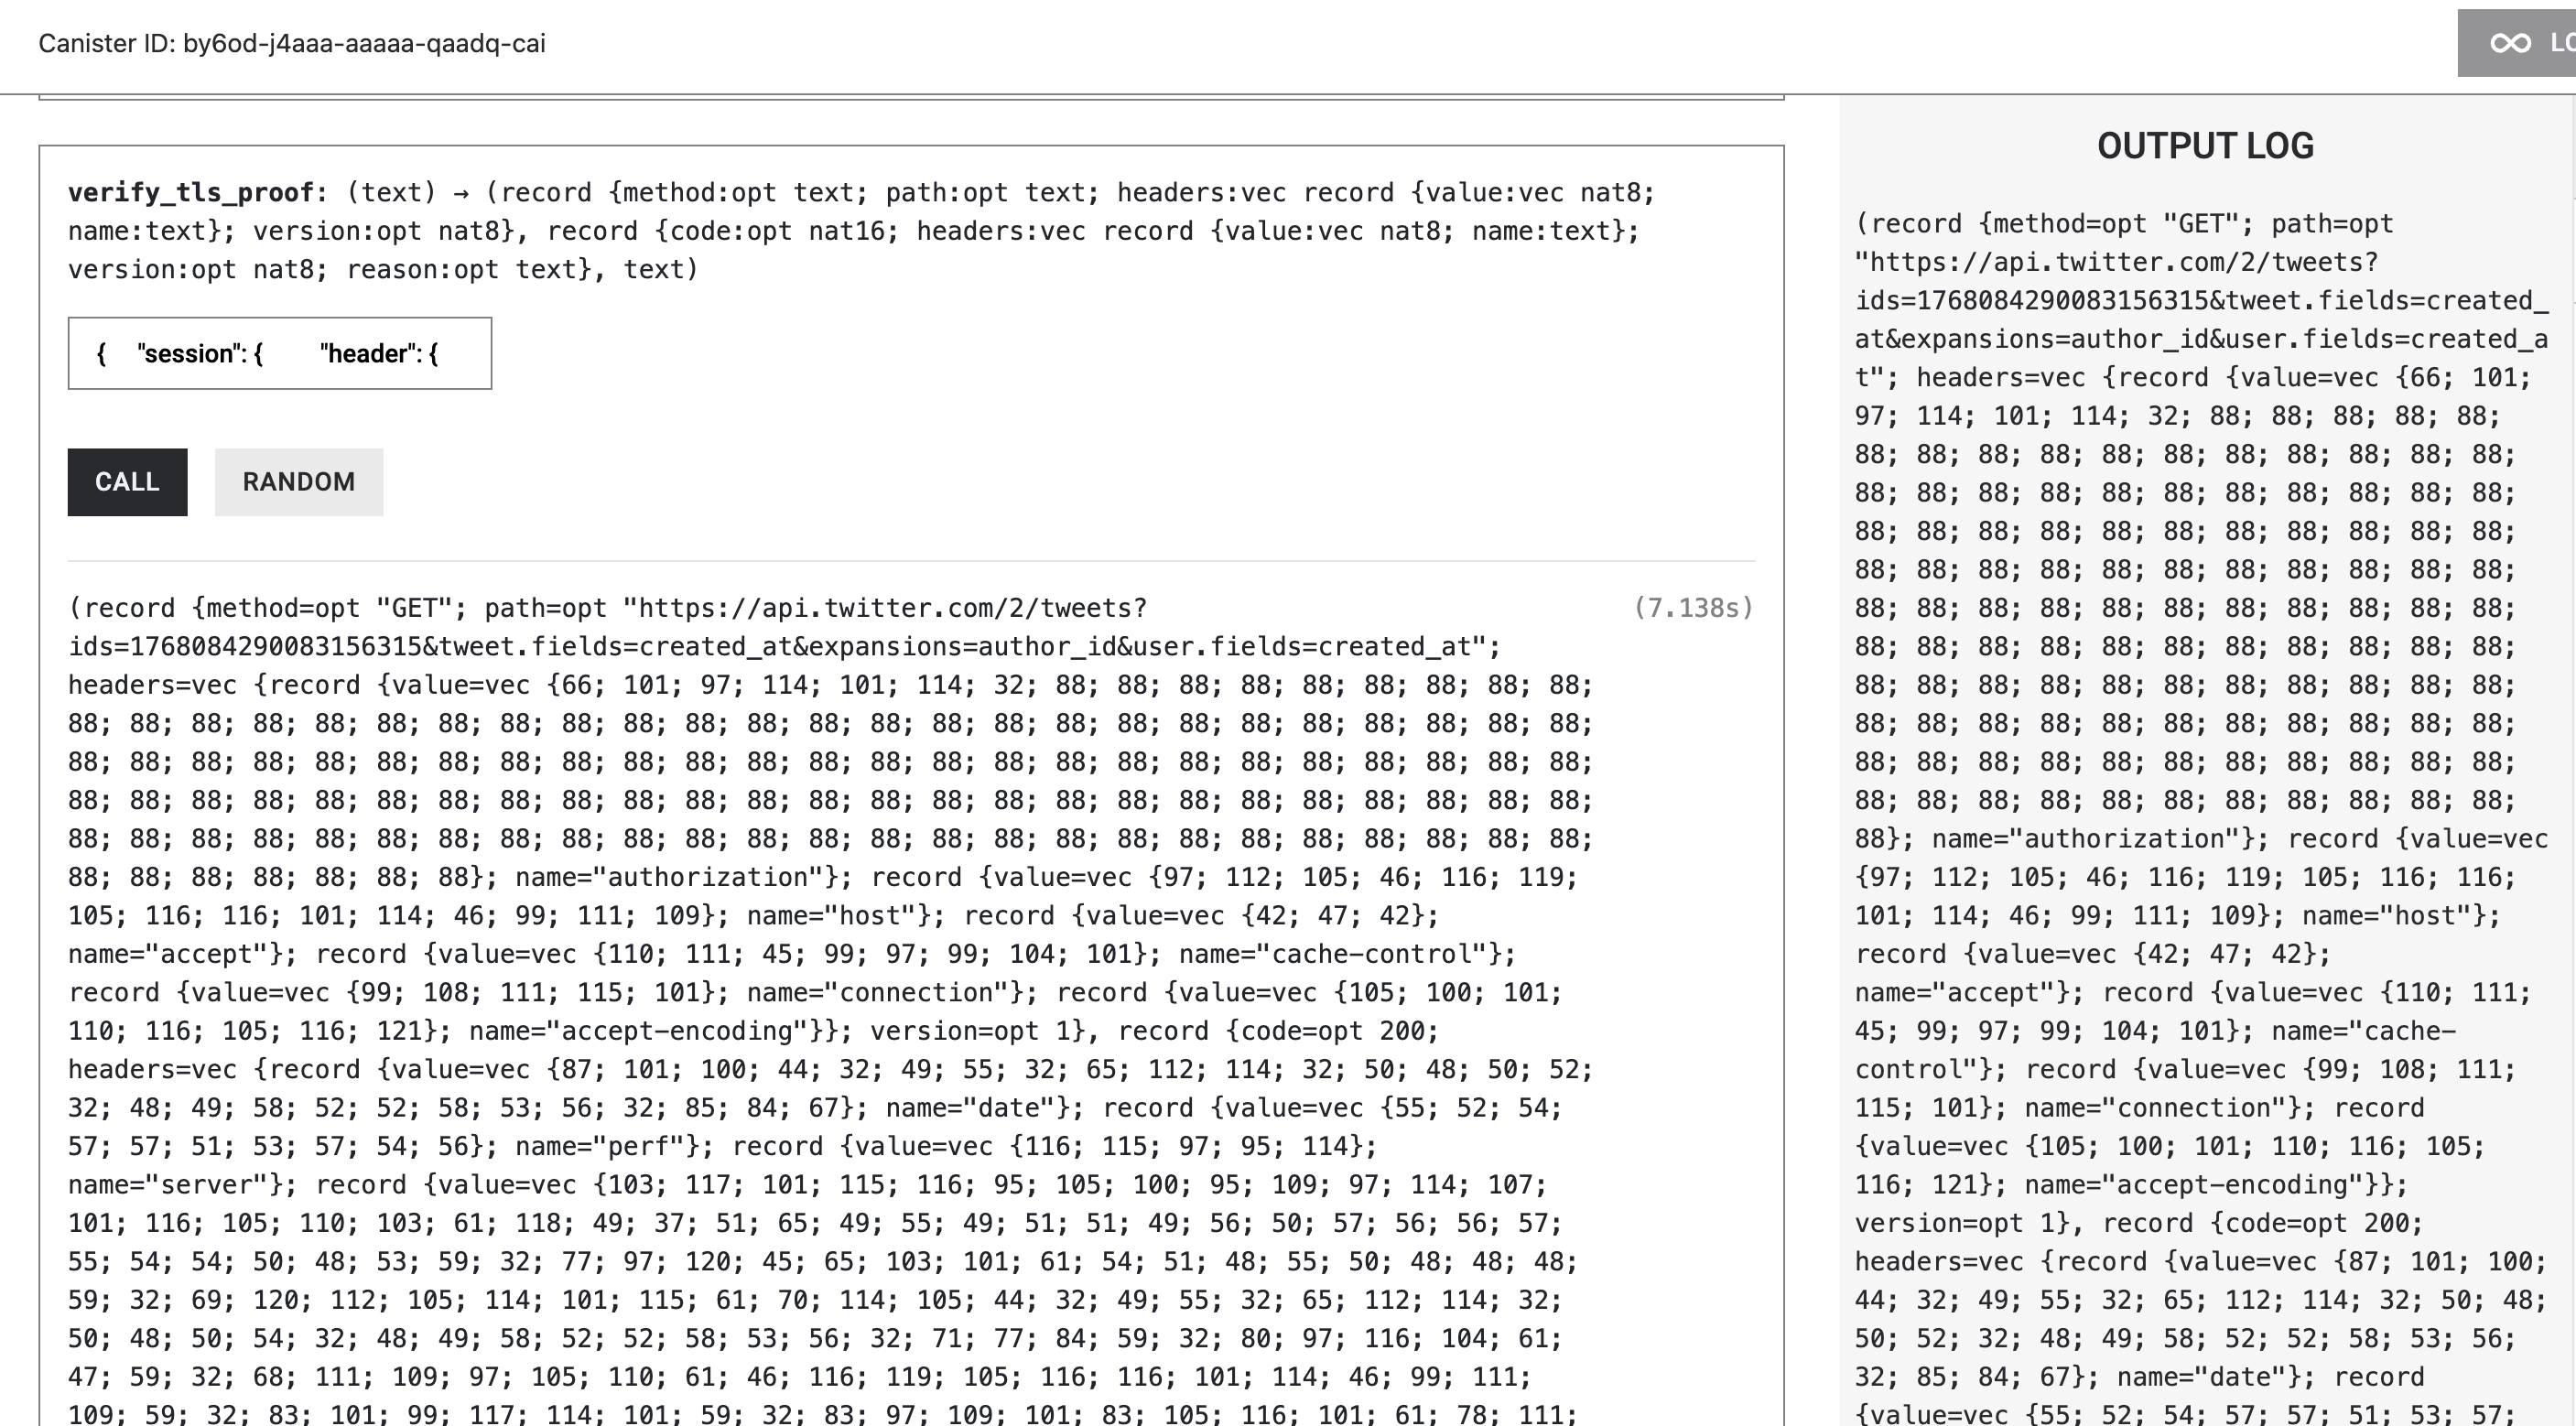 Canister ID: by6od-j4aaa-aaaaa-qaadq-cai
LO
verify_tls_proof: (text) → (record {method:opt text; path:opt text; headers:vec record {value:vec nat8;
name:text}; version:opt nat8}, record {code:opt nat16; headers:vec record {value:vec nat8; name:text};
version:opt nat8; reason:opt text}, text)
{ "session": { "header": {
CALL
RANDOM
(record {method=opt "GET"; path=opt "https://api.twitter.com/2/tweets?
(7.138s)
ids=1768084290083156315&tweet.fields=created_at&expansions=author_id&user.fields=created_at";
headers=vec {record {value=vec {66; 101; 97; 114; 101; 114; 32; 88; 88; 88; 88; 88; 88; 88; 88; 88;
88; 88; 88; 88; 88; 88; 88; 88; 88; 88; 88; 88; 88; 88; 88; 88; 88; 88; 88; 88; 88; 88; 88; 88; 88;
88; 88; 88; 88; 88; 88; 88; 88; 88; 88; 88; 88; 88; 88; 88; 88; 88; 88; 88; 88; 88; 88; 88; 88; 88;
88; 88; 88; 88; 88; 88; 88; 88; 88; 88; 88; 88; 88; 88; 88; 88; 88; 88; 88; 88; 88; 88; 88; 88; 88;
88; 88; 88; 88; 88; 88; 88; 88; 88; 88; 88; 88; 88; 88; 88; 88; 88; 88; 88; 88; 88; 88; 88; 88; 88;
88; 88; 88; 88; 88; 88; 88}; name="authorization"}; record {value=vec {97; 112; 105; 46; 116; 119;
105; 116; 116; 101; 114; 46; 99; 111; 109}; name="host"}; record {value=vec {42; 47; 42};
name="accept"}; record {value=vec {110; 111; 45; 99; 97; 99; 104; 101}; name="cache-control"};
record {value=vec {99; 108; 111; 115; 101}; name="connection"}; record {value=vec {105; 100; 101;
110; 116; 105; 116; 121}; name="accept-encoding"}}; version=opt 1}, record {code=opt 200;
headers=vec {record {value=vec {87; 101; 100; 44; 32; 49; 55; 32; 65; 112; 114; 32; 50; 48; 50; 52;
32; 48; 49; 58; 52; 52; 58; 53; 56; 32; 85; 84; 67}; name="date"}; record {value=vec {55; 52; 54;
57; 57; 51; 53; 57; 54; 56}; name="perf"}; record {value=vec {116; 115; 97; 95; 114};
name="server"}; record {value=vec {103; 117; 101; 115; 116; 95; 105; 100; 95; 109; 97; 114; 107;
101; 116; 105; 110; 103; 61; 118; 49; 37; 51; 65; 49; 55; 49; 51; 51; 49; 56; 50; 57; 56; 56; 57;
55; 54; 54; 50; 48; 53; 59; 32; 77; 97; 120; 45; 65; 103; 101; 61; 54; 51; 48; 55; 50; 48; 48; 48;
59; 32; 69; 120; 112; 105; 114; 101; 115; 61; 70; 114; 105; 44; 32; 49; 55; 32; 65; 112; 114; 32;
50; 48; 50; 54; 32; 48; 49; 58; 52; 52; 58; 53; 56; 32; 71; 77; 84; 59; 32; 80; 97; 116; 104; 61;
47; 59; 32; 68; 111; 109; 97; 105; 110; 61; 46; 116; 119; 105; 116; 116; 101; 114; 46; 99; 111;
109; 59; 32; 83; 101; 99; 117; 114; 101; 59; 32; 83; 97; 109; 101; 83; 105; 116; 101; 61; 78; 111;
OUTPUT LOG
(record {method=opt "GET"; path=opt
"https://api.twitter.com/2/tweets?
ids=1768084290083156315&tweet.fields=created_
at&expansions=author_id&user.fields=created_a
t"; headers=vec {record {value=vec {66; 101;
97; 114; 101; 114; 32; 88; 88; 88; 88; 88;
88; 88; 88; 88; 88; 88; 88; 88; 88; 88; 88;
88; 88; 88; 88; 88; 88; 88; 88; 88; 88; 88;
88; 88; 88; 88; 88; 88; 88; 88; 88; 88; 88;
88; 88; 88; 88; 88; 88; 88; 88; 88; 88; 88;
88; 88; 88; 88; 88; 88; 88; 88; 88; 88; 88;
88; 88; 88; 88; 88; 88; 88; 88; 88; 88; 88;
88; 88; 88; 88; 88; 88; 88; 88; 88; 88; 88;
88; 88; 88; 88; 88; 88; 88; 88; 88; 88; 88;
88; 88; 88; 88; 88; 88; 88; 88; 88; 88; 88;
88; 88; 88; 88; 88; 88; 88; 88; 88; 88; 88;
88}; name="authorization"}; record {value=vec
{97; 112; 105; 46; 116; 119; 105; 116; 116;
101; 114; 46; 99; 111; 109}; name="host"};
record {value=vec {42; 47; 42};
name="accept"}; record {value=vec {110; 111;
45; 99; 97; 99; 104; 101}; name="cache-
control"}; record {value=vec {99; 108; 111;
115; 101}; name="connection"}; record
{value=vec {105; 100; 101; 110; 116; 105;
116; 121}; name="accept-encoding"}};
version=opt 1}, record {code=opt 200;
headers=vec {record {value=vec {87; 101; 100;
44; 32; 49; 55; 32; 65; 112; 114; 32; 50; 48;
50; 52; 32; 48; 49; 58; 52; 52; 58; 53; 56;
32; 85; 84; 67}; name="date"}; record
{value=vec {55; 52; 54; 57; 57; 51; 53; 57;